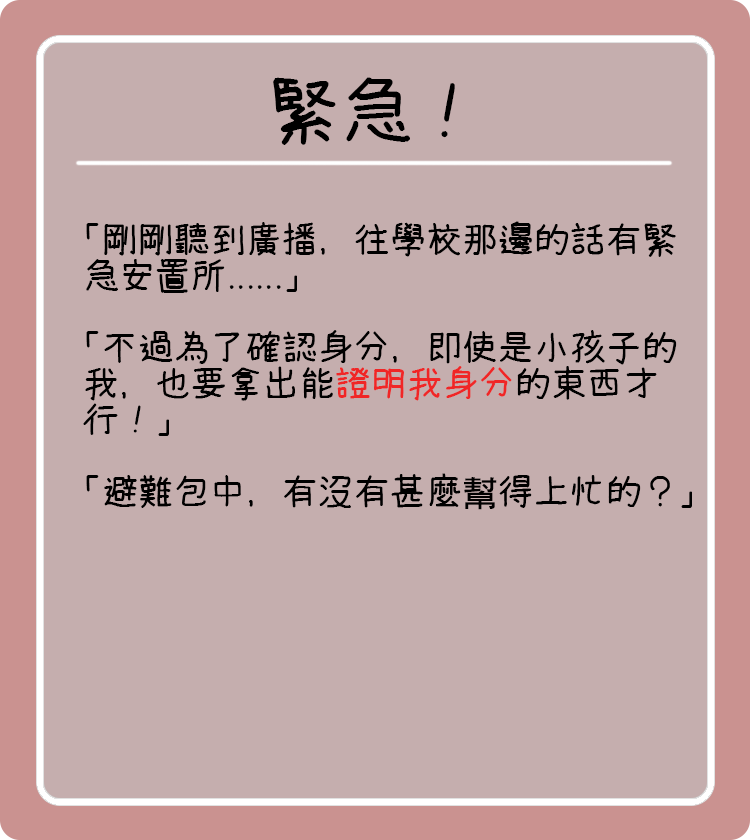 緊急！
「剛剛聽到廣播，往學校那邊的話有緊
急安置所......」
「不過為了確認身分，即使是小孩子的
我，也要拿出能證明我身分的東西才
行！」
「避難包中，有沒有甚麼幫得上忙的？」